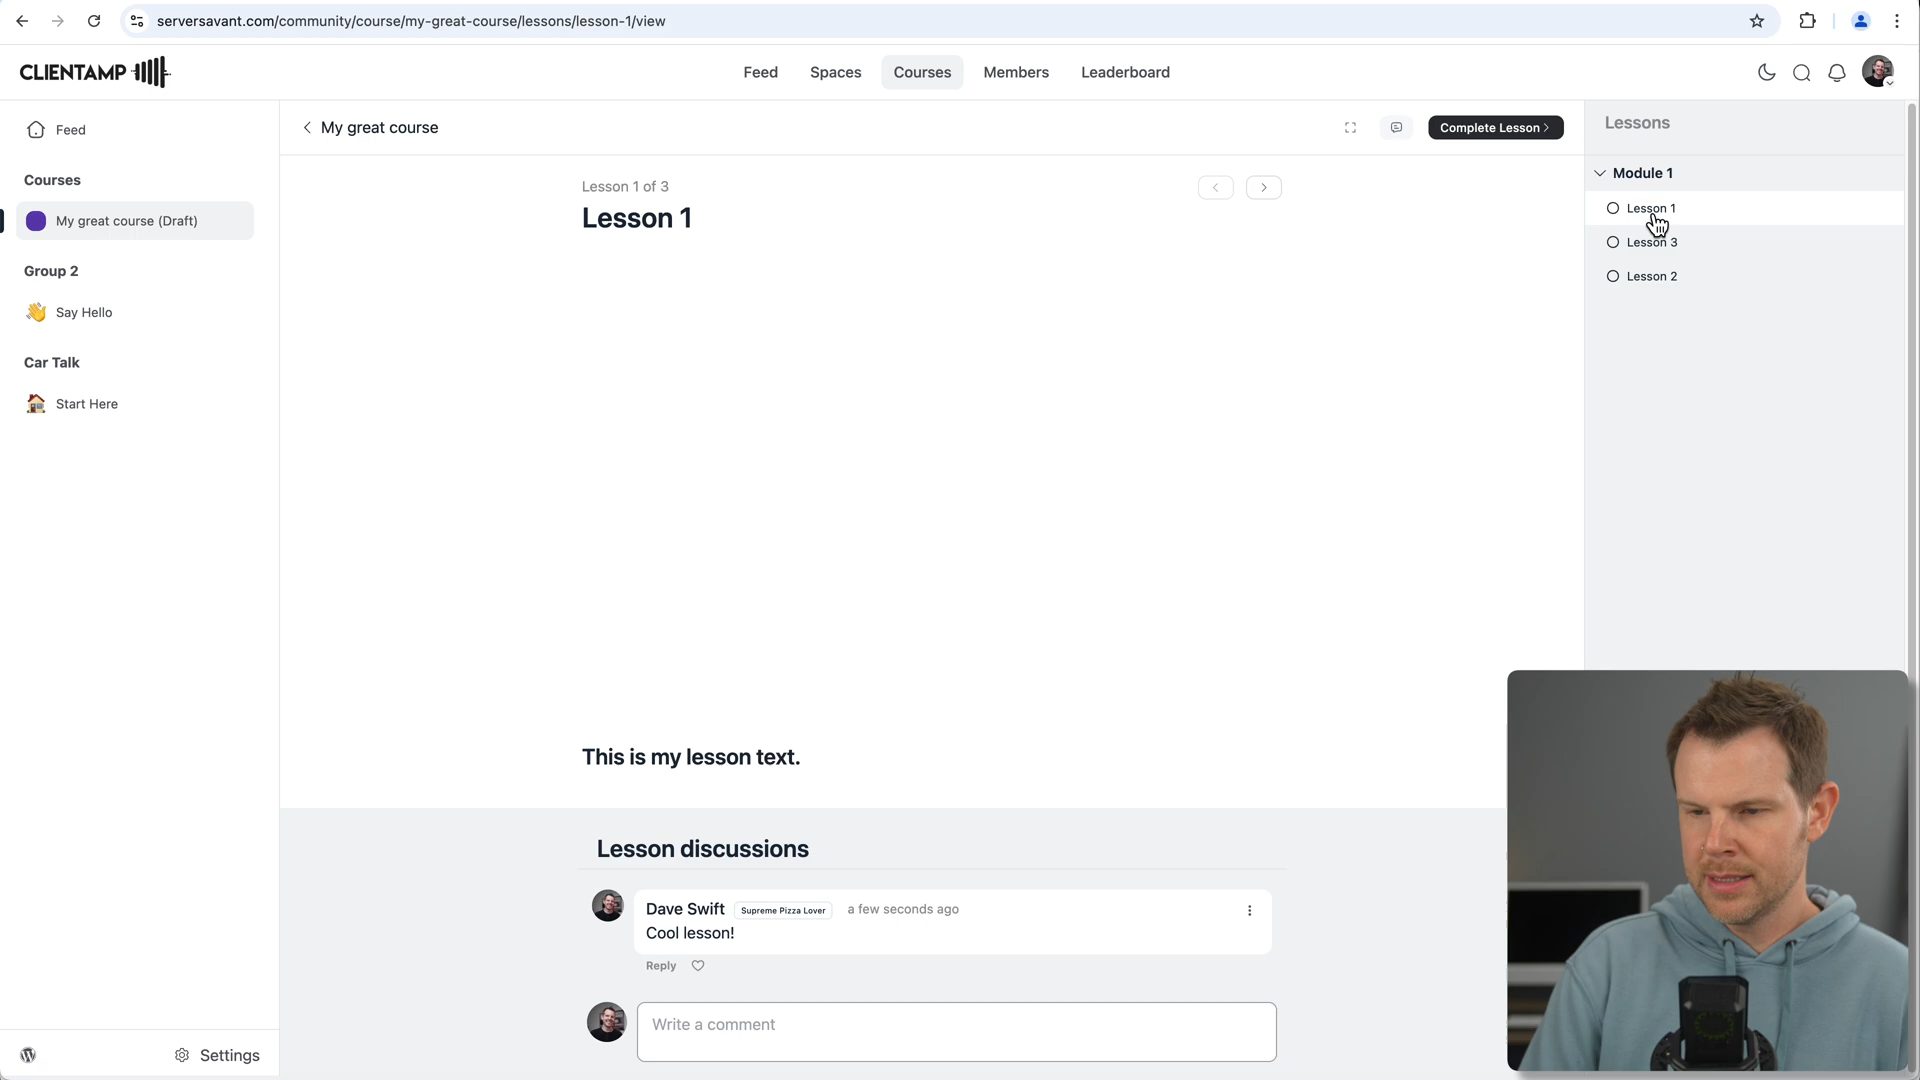 serversavant.com/community/course/my-great-course/lessons/lesson-1/view
CLIENTAMP
Feed
Spaces
Courses
Members
Leaderboard
Feed
Courses
My great course (Draft)
Group 2
Say Hello
Car Talk
Start Here
Settings
My great course
Complete Lesson
Lesson 1 of 3
Lesson 1
This is my lesson text.
Lesson discussions
Dave Swift Supreme Pizza Lover a few seconds ago
Cool lesson!
Reply
Write a comment
Lessons
Module 1
Lesson 1
Lesson 3
Lesson 2